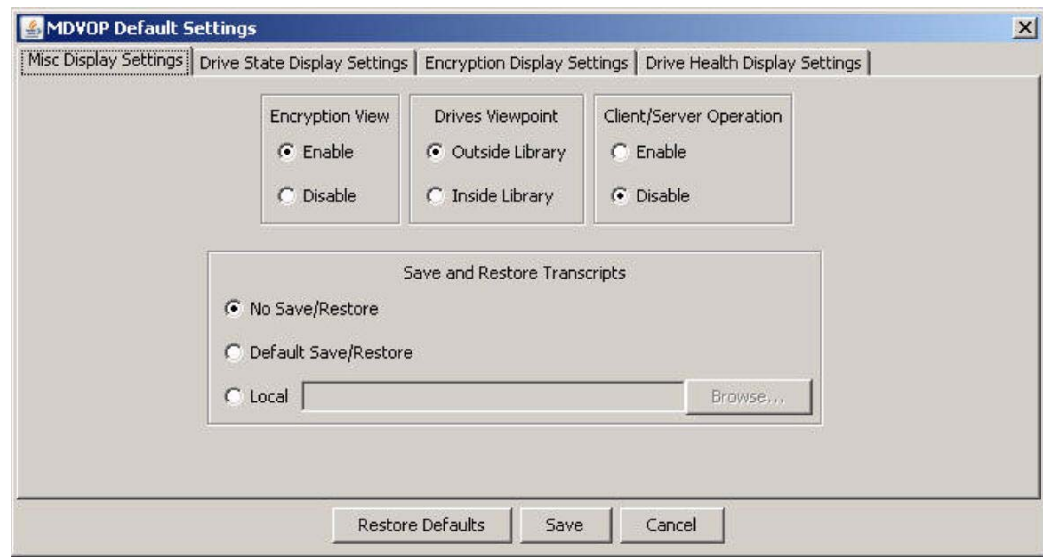 MDVOP Default Settings
Misc Display Settings Drive State Display Settings Encryption Display Settings Drive Health Display Settings
Encryption View Drives Viewpoint Client/Server Operation
Enable Outside Library Enable
Disable Inside Library Disable
Save and Restore Transcripts
No Save/Restore
Default Save/Restore
Local Browse...
Restore Defaults Save Cancel